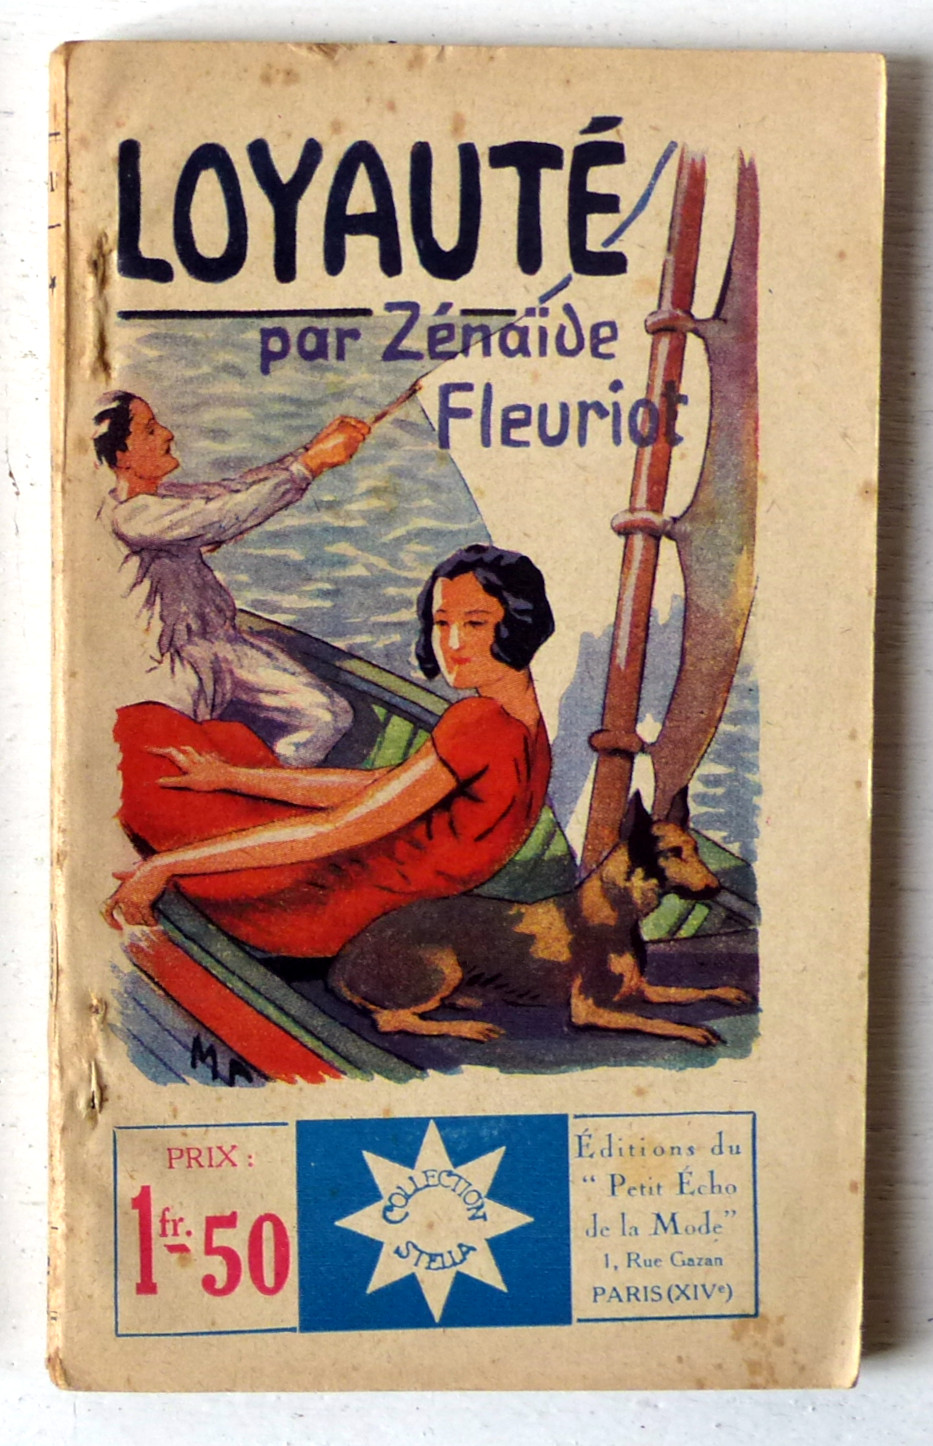 LOYAUTÉ
par Zénaïde
Fleuriot
MA
PRIX :
1fr.50
COLLECTION
STELLA
Éditions du
“ Petit Écho
de la Mode”
1, Rue Gazan
PARIS (XIVe)